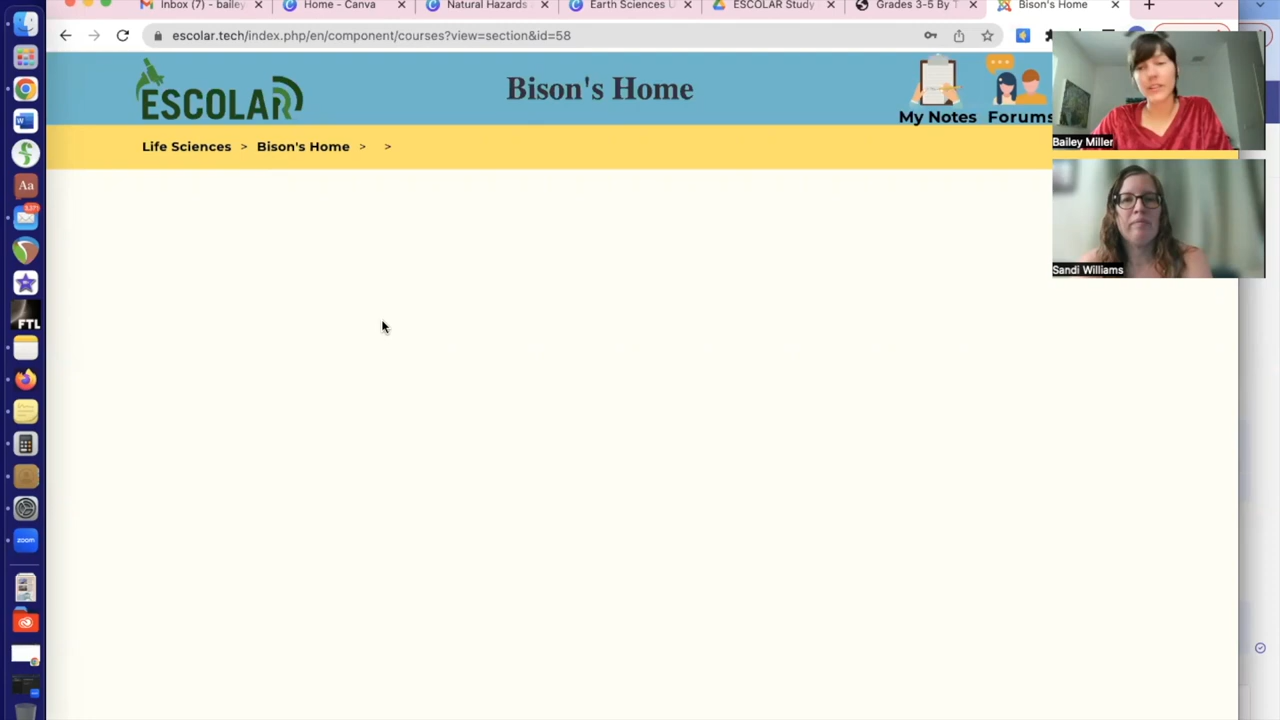 Inbox (7) - bailey
Home - Canva
Natural Hazards
Earth Sciences U
ESCOLAR Study
Grades 3-5 By T
Bison's Home
escolar.tech/index.php/en/component/courses?view=section&id=58
ESCOLAR
Bison's Home
My Notes
Forums
Life Sciences > Bison's Home > >
Bailey Miller
Sandi Williams
Aa
FTL
zoom